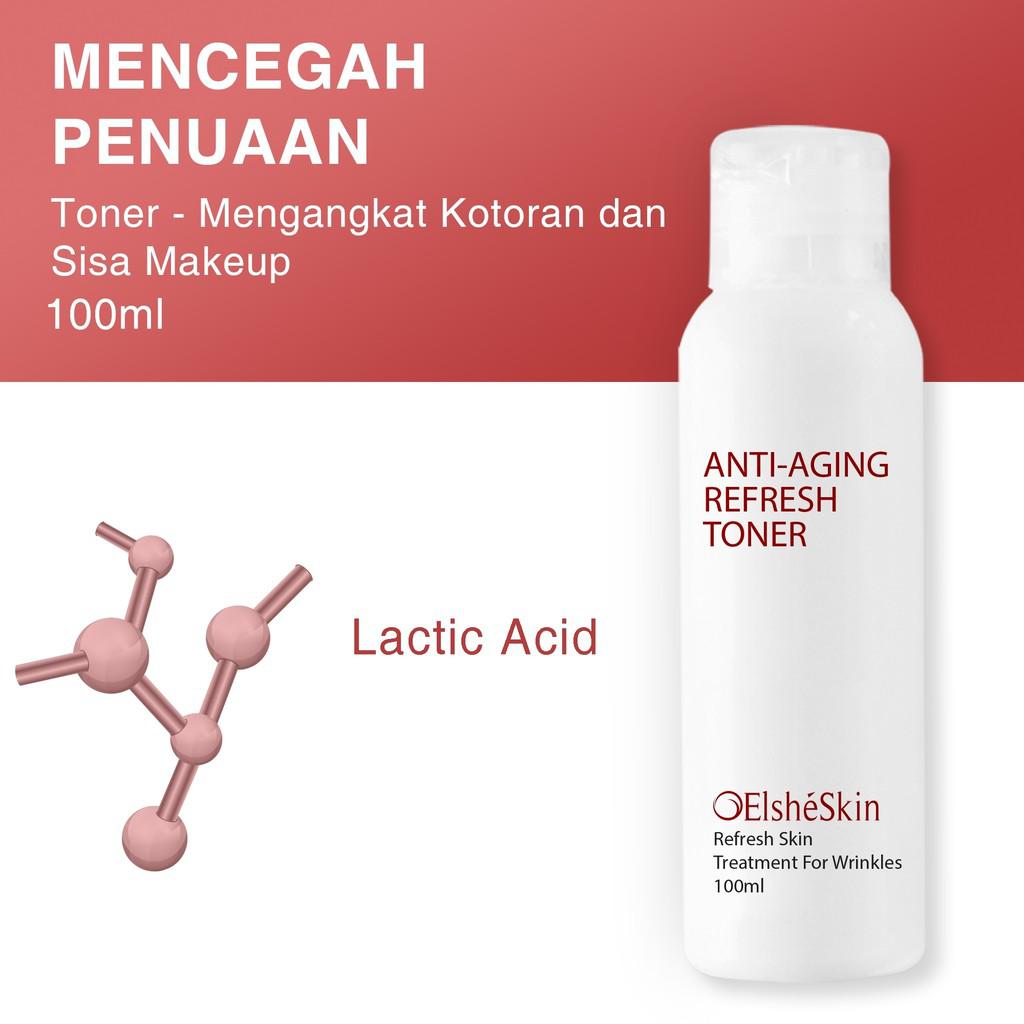 MENCEGAH
PENUAAN
Toner - Mengangkat Kotoran dan
Sisa Makeup
100ml
Lactic Acid
ANTI-AGING
REFRESH
TONER
ElshéSkin
Refresh Skin
Treatment For Wrinkles
100ml